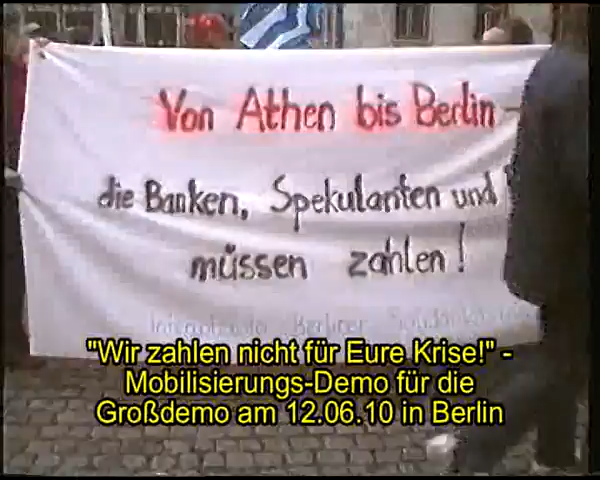 Von Athen bis Berlin -
die Banken, Spekulanten und
müssen zahlen!
Berliner
"Wir zahlen nicht für Eure Krise!" -
Mobilisierungs-Demo für die
Großdemo am 12.06.10 in Berlin